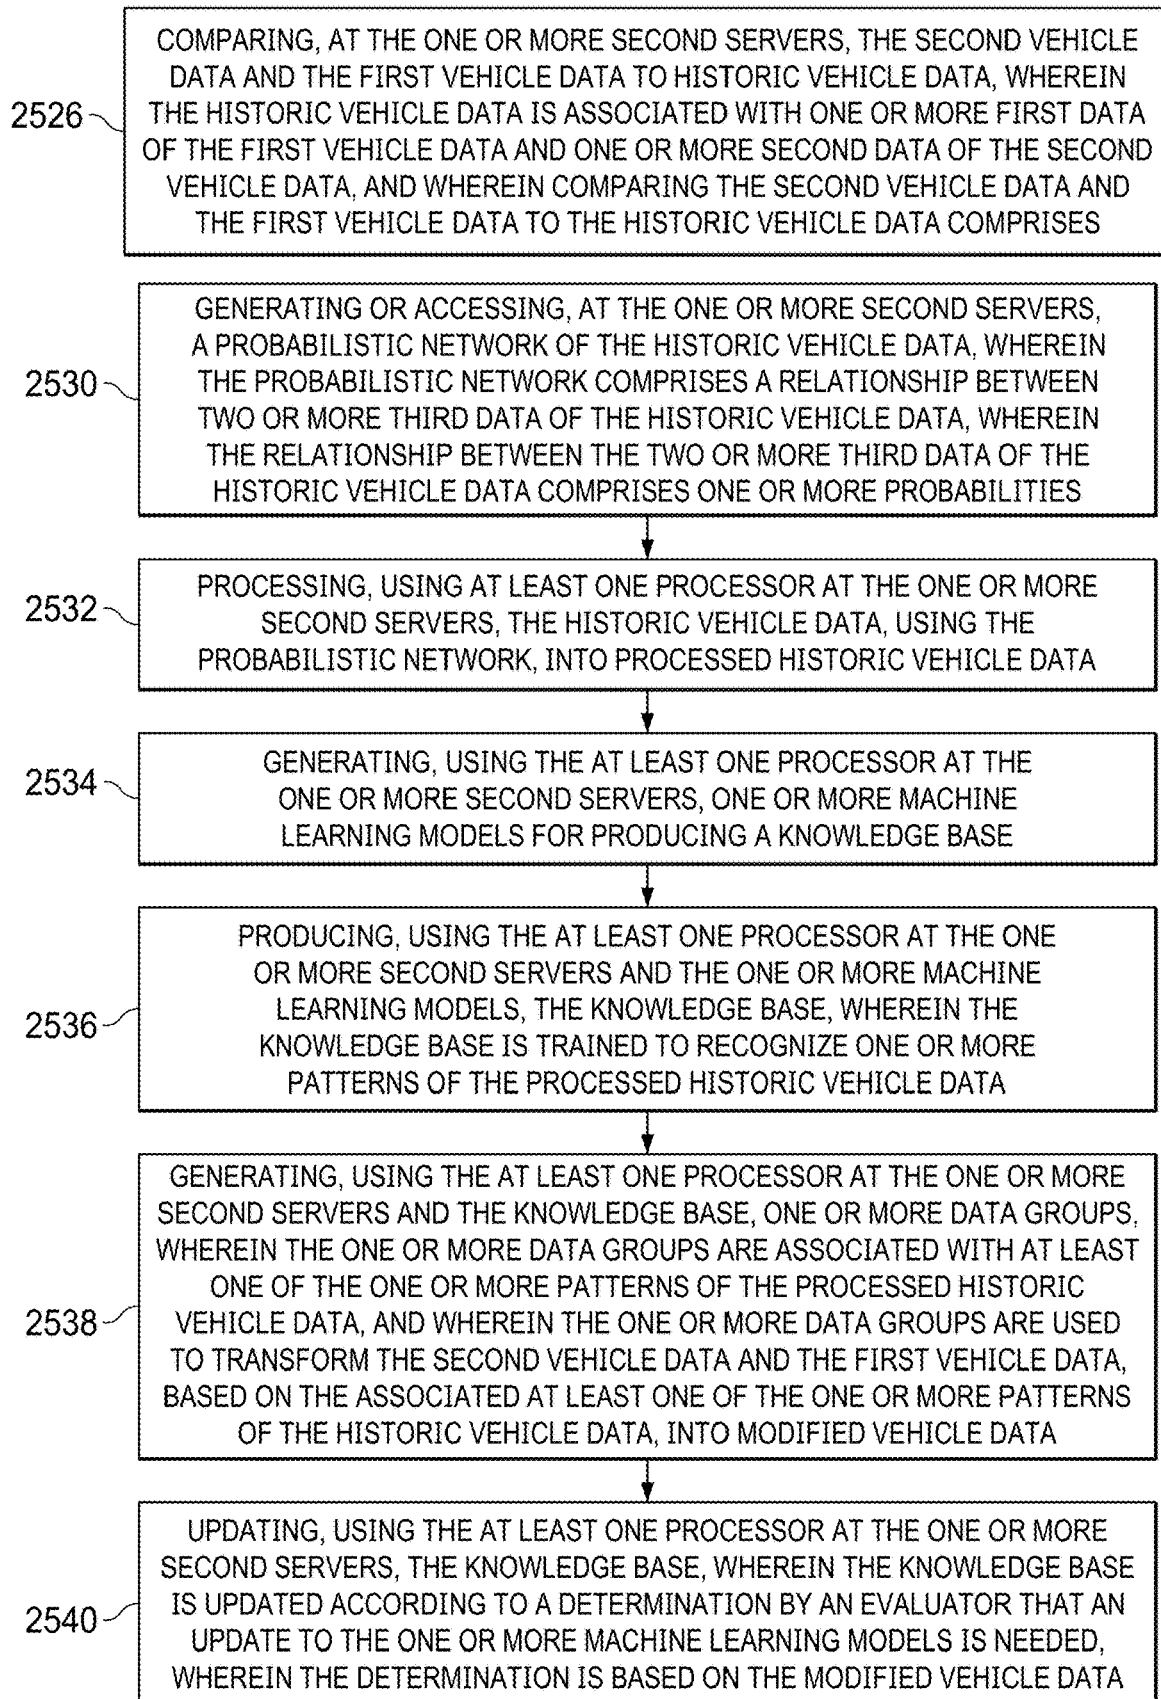 COMPARING, AT THE ONE OR MORE SECOND SERVERS, THE SECOND VEHICLE
DATA AND THE FIRST VEHICLE DATA TO HISTORIC VEHICLE DATA, WHEREIN
2526
THE HISTORIC VEHICLE DATA IS ASSOCIATED WITH ONE OR MORE FIRST DATA
OF THE FIRST VEHICLE DATA AND ONE OR MORE SECOND DATA OF THE SECOND
VEHICLE DATA, AND WHEREIN COMPARING THE SECOND VEHICLE DATA AND
THE FIRST VEHICLE DATA TO THE HISTORIC VEHICLE DATA COMPRISES
GENERATING OR ACCESSING, AT THE ONE OR MORE SECOND SERVERS,
A PROBABILISTIC NETWORK OF THE HISTORIC VEHICLE DATA, WHEREIN
2530
THE PROBABILISTIC NETWORK COMPRISES A RELATIONSHIP BETWEEN
TWO OR MORE THIRD DATA OF THE HISTORIC VEHICLE DATA, WHEREIN
THE RELATIONSHIP BETWEEN THE TWO OR MORE THIRD DATA OF THE
HISTORIC VEHICLE DATA COMPRISES ONE OR MORE PROBABILITIES
2532
PROCESSING, USING AT LEAST ONE PROCESSOR AT THE ONE OR MORE
SECOND SERVERS, THE HISTORIC VEHICLE DATA, USING THE
PROBABILISTIC NETWORK, INTO PROCESSED HISTORIC VEHICLE DATA
2534
GENERATING, USING THE AT LEAST ONE PROCESSOR AT THE
ONE OR MORE SECOND SERVERS, ONE OR MORE MACHINE
LEARNING MODELS FOR PRODUCING A KNOWLEDGE BASE
PRODUCING, USING THE AT LEAST ONE PROCESSOR AT THE ONE
OR MORE SECOND SERVERS AND THE ONE OR MORE MACHINE
2536
LEARNING MODELS, THE KNOWLEDGE BASE, WHEREIN THE
KNOWLEDGE BASE IS TRAINED TO RECOGNIZE ONE OR MORE
PATTERNS OF THE PROCESSED HISTORIC VEHICLE DATA
GENERATING, USING THE AT LEAST ONE PROCESSOR AT THE ONE OR MORE
SECOND SERVERS AND THE KNOWLEDGE BASE, ONE OR MORE DATA GROUPS,
WHEREIN THE ONE OR MORE DATA GROUPS ARE ASSOCIATED WITH AT LEAST
ONE OF THE ONE OR MORE PATTERNS OF THE PROCESSED HISTORIC
2538
VEHICLE DATA, AND WHEREIN THE ONE OR MORE DATA GROUPS ARE USED
TO TRANSFORM THE SECOND VEHICLE DATA AND THE FIRST VEHICLE DATA,
BASED ON THE ASSOCIATED AT LEAST ONE OF THE ONE OR MORE PATTERNS
OF THE HISTORIC VEHICLE DATA, INTO MODIFIED VEHICLE DATA
UPDATING, USING THE AT LEAST ONE PROCESSOR AT THE ONE OR MORE
SECOND SERVERS, THE KNOWLEDGE BASE, WHEREIN THE KNOWLEDGE BASE
2540
IS UPDATED ACCORDING TO A DETERMINATION BY AN EVALUATOR THAT AN
UPDATE TO THE ONE OR MORE MACHINE LEARNING MODELS IS NEEDED,
WHEREIN THE DETERMINATION IS BASED ON THE MODIFIED VEHICLE DATA